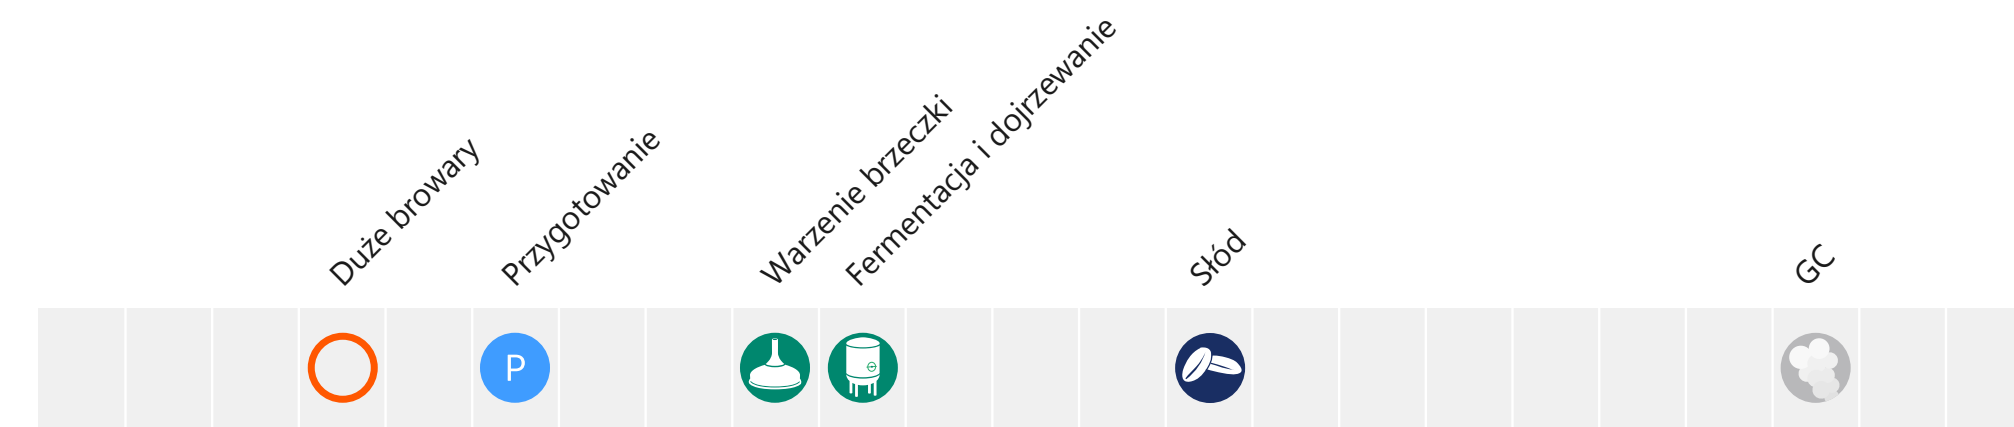 Duże browary
Przygotowanie
Warzenie brzeczki
Fermentacja i dojrzewanie
Słód
GC
P